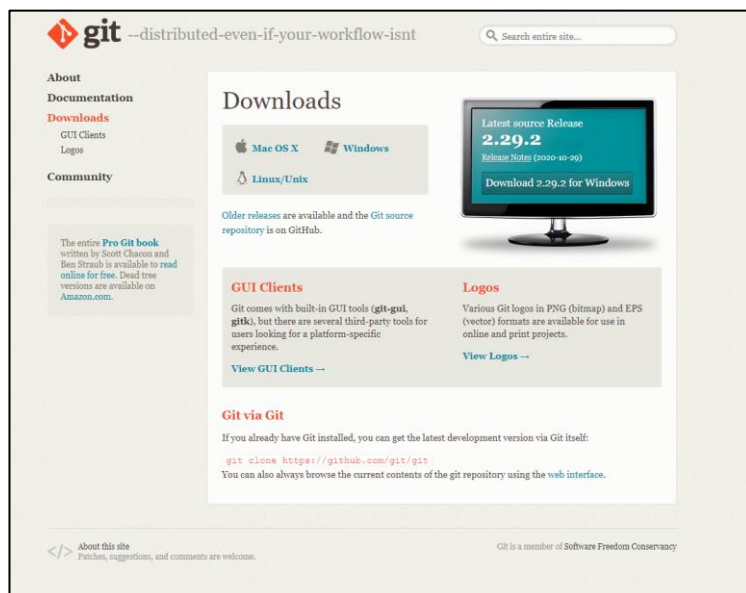 git --distributed-even-if-your-workflow-isnt
Search entire site...
About
Documentation
Downloads
GUI Clients
Logos
Community
The entire Pro Git book
written by Scott Chacon and
Ben Straub is available to read
online for free. Dead tree
versions are available on
Amazon.com.
Downloads
Mac OS X
Windows
Linux/Unix
Older releases are available and the Git source
repository is on GitHub.
Latest source Release
2.29.2
Release Notes (2020-10-29)
Download 2.29.2 for Windows
GUI Clients
Git comes with built-in GUI tools (git-gui,
gitk), but there are several third-party tools for
users looking for a platform-specific
experience.
View GUI Clients →
Logos
Various Git logos in PNG (bitmap) and EPS
(vector) formats are available for use in
online and print projects.
View Logos →
Git via Git
If you already have Git installed, you can get the latest development version via Git itself:
git clone https://github.com/git/git
You can also always browse the current contents of the git repository using the web interface.
</> About this site
Patches, suggestions, and comments are welcome.
Git is a member of Software Freedom Conservancy